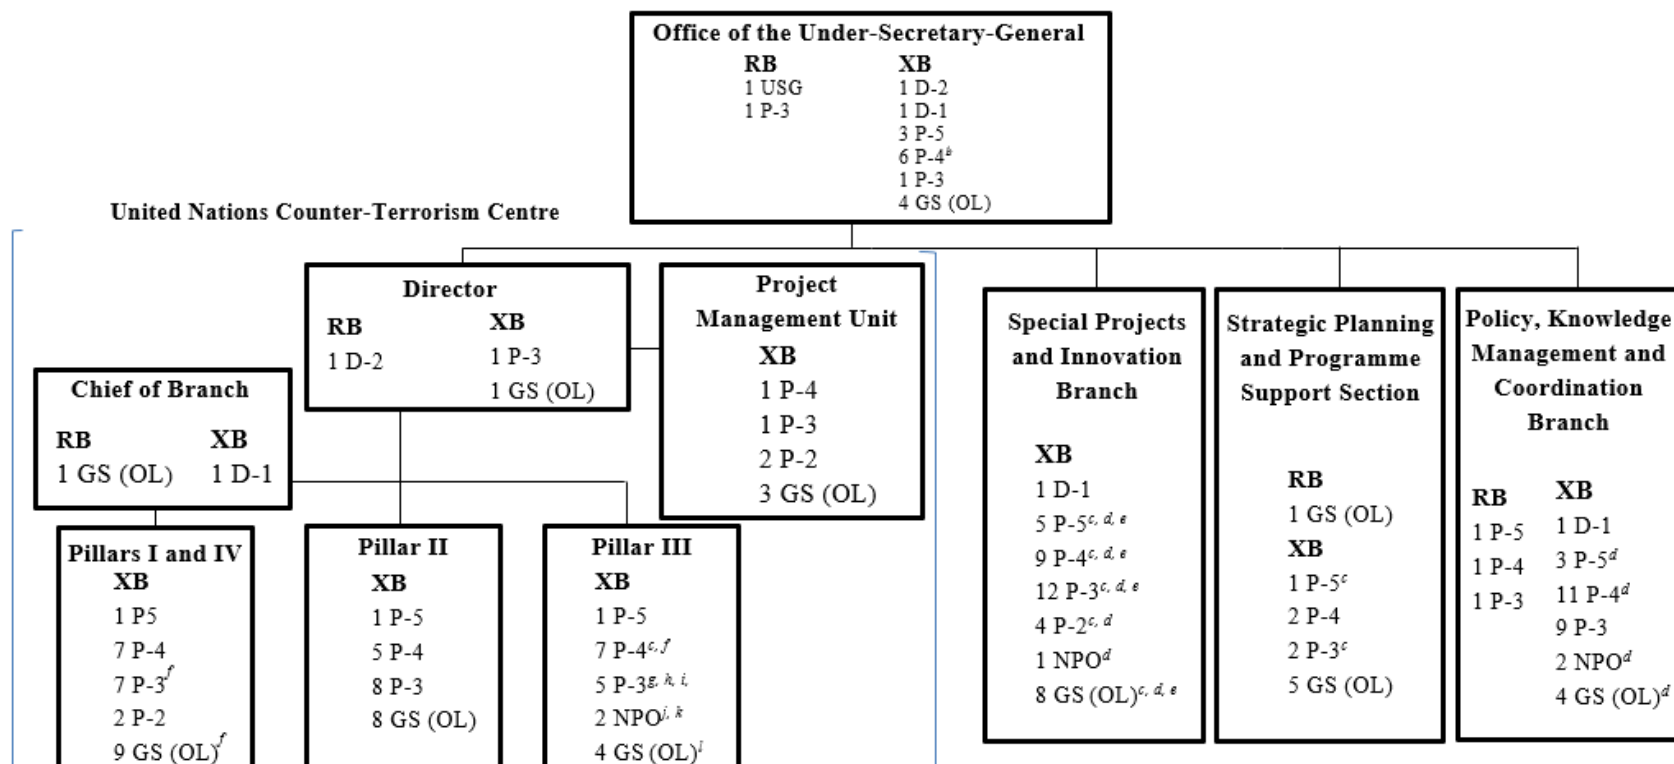 Office of the Under-Secretary-General
RB
1 USG
1 P-3
XB
1 D-2
1 D-1
3 P-5
6 P-4b
1 P-3
4 GS (OL)
United Nations Counter-Terrorism Centre
Director
RB
1 D-2
XB
1 P-3
1 GS (OL)
Project
Management Unit
XB
1 P-4
1 P-3
2 P-2
3 GS (OL)
Chief of Branch
RB
1 GS (OL)
XB
1 D-1
Pillars I and IV
XB
1 P5
7 P-4
7 P-3f
2 P-2
9 GS (OL)f
Pillar II
XB
1 P-5
5 P-4
8 P-3
8 GS (OL)
Pillar III
XB
1 P-5
7 P-4c, f
5 P-3g, h, i,
2 NPOj, k
4 GS (OL)l
Special Projects
and Innovation
Branch
XB
1 D-1
5 P-5c, d, e
9 P-4c, d, e
12 P-3c, d, e
4 P-2c, d
1 NPOd
8 GS (OL)c, d, e
Strategic Planning
and Programme
Support Section
RB
1 GS (OL)
XB
1 P-5c
2 P-4
2 P-3c
5 GS (OL)
Policy, Knowledge
Management and
Coordination
Branch
RB
1 P-5
1 P-4
1 P-3
XB
1 D-1
3 P-5d
11 P-4d
9 P-3
2 NPOd
4 GS (OL)d